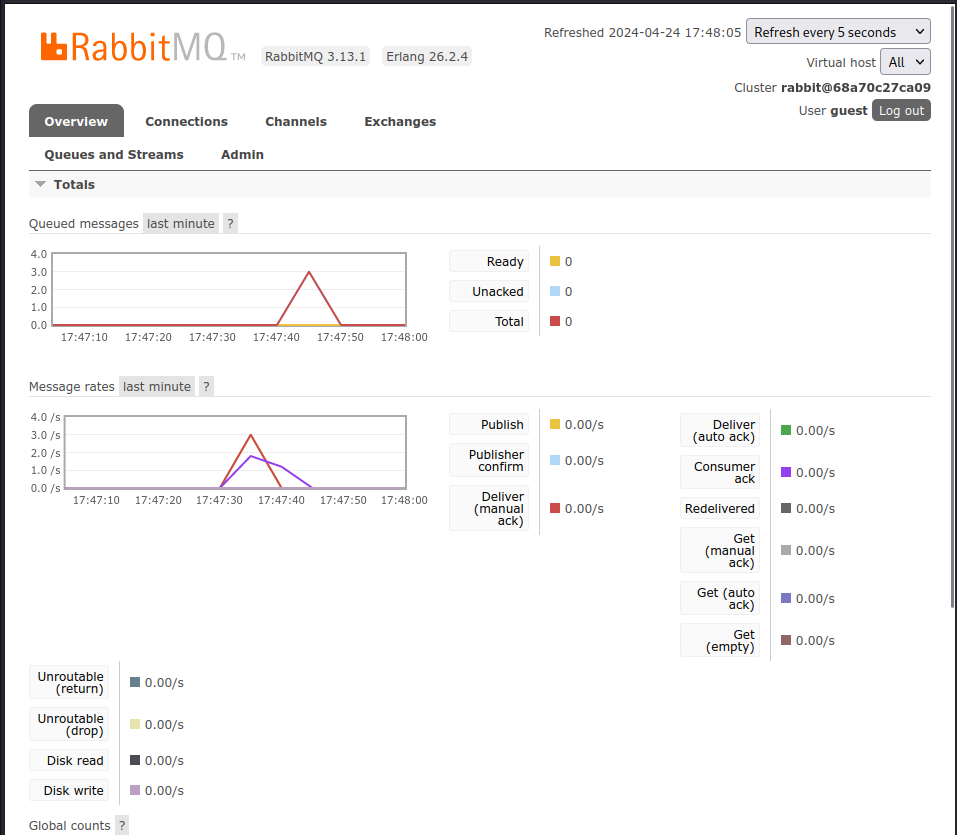 RabbitMQ TM RabbitMQ 3.13.1 Erlang 26.2.4
Refreshed 2024-04-24 17:48:05 Refresh every 5 seconds
Virtual host All
Cluster rabbit@68a70c27ca09
User guest Log out
Overview Connections Channels Exchanges
Queues and Streams Admin
Totals
Queued messages last minute ?
4.0
3.0
2.0
1.0
0.0
17:47:10 17:47:20 17:47:30 17:47:40 17:47:50 17:48:00
Ready 0
Unacked 0
Total 0
Message rates last minute ?
4.0 /s
3.0 /s
2.0 /s
1.0 /s
0.0 /s
17:47:10 17:47:20 17:47:30 17:47:40 17:47:50 17:48:00
Publish 0.00/s
Publisher
confirm 0.00/s
Deliver
(manual
ack) 0.00/s
Deliver
(auto ack) 0.00/s
Consumer
ack 0.00/s
Redelivered 0.00/s
Get
(manual
ack) 0.00/s
Get (auto
ack) 0.00/s
Get
(empty) 0.00/s
Unroutable
(return) 0.00/s
Unroutable
(drop) 0.00/s
Disk read 0.00/s
Disk write 0.00/s
Global counts ?